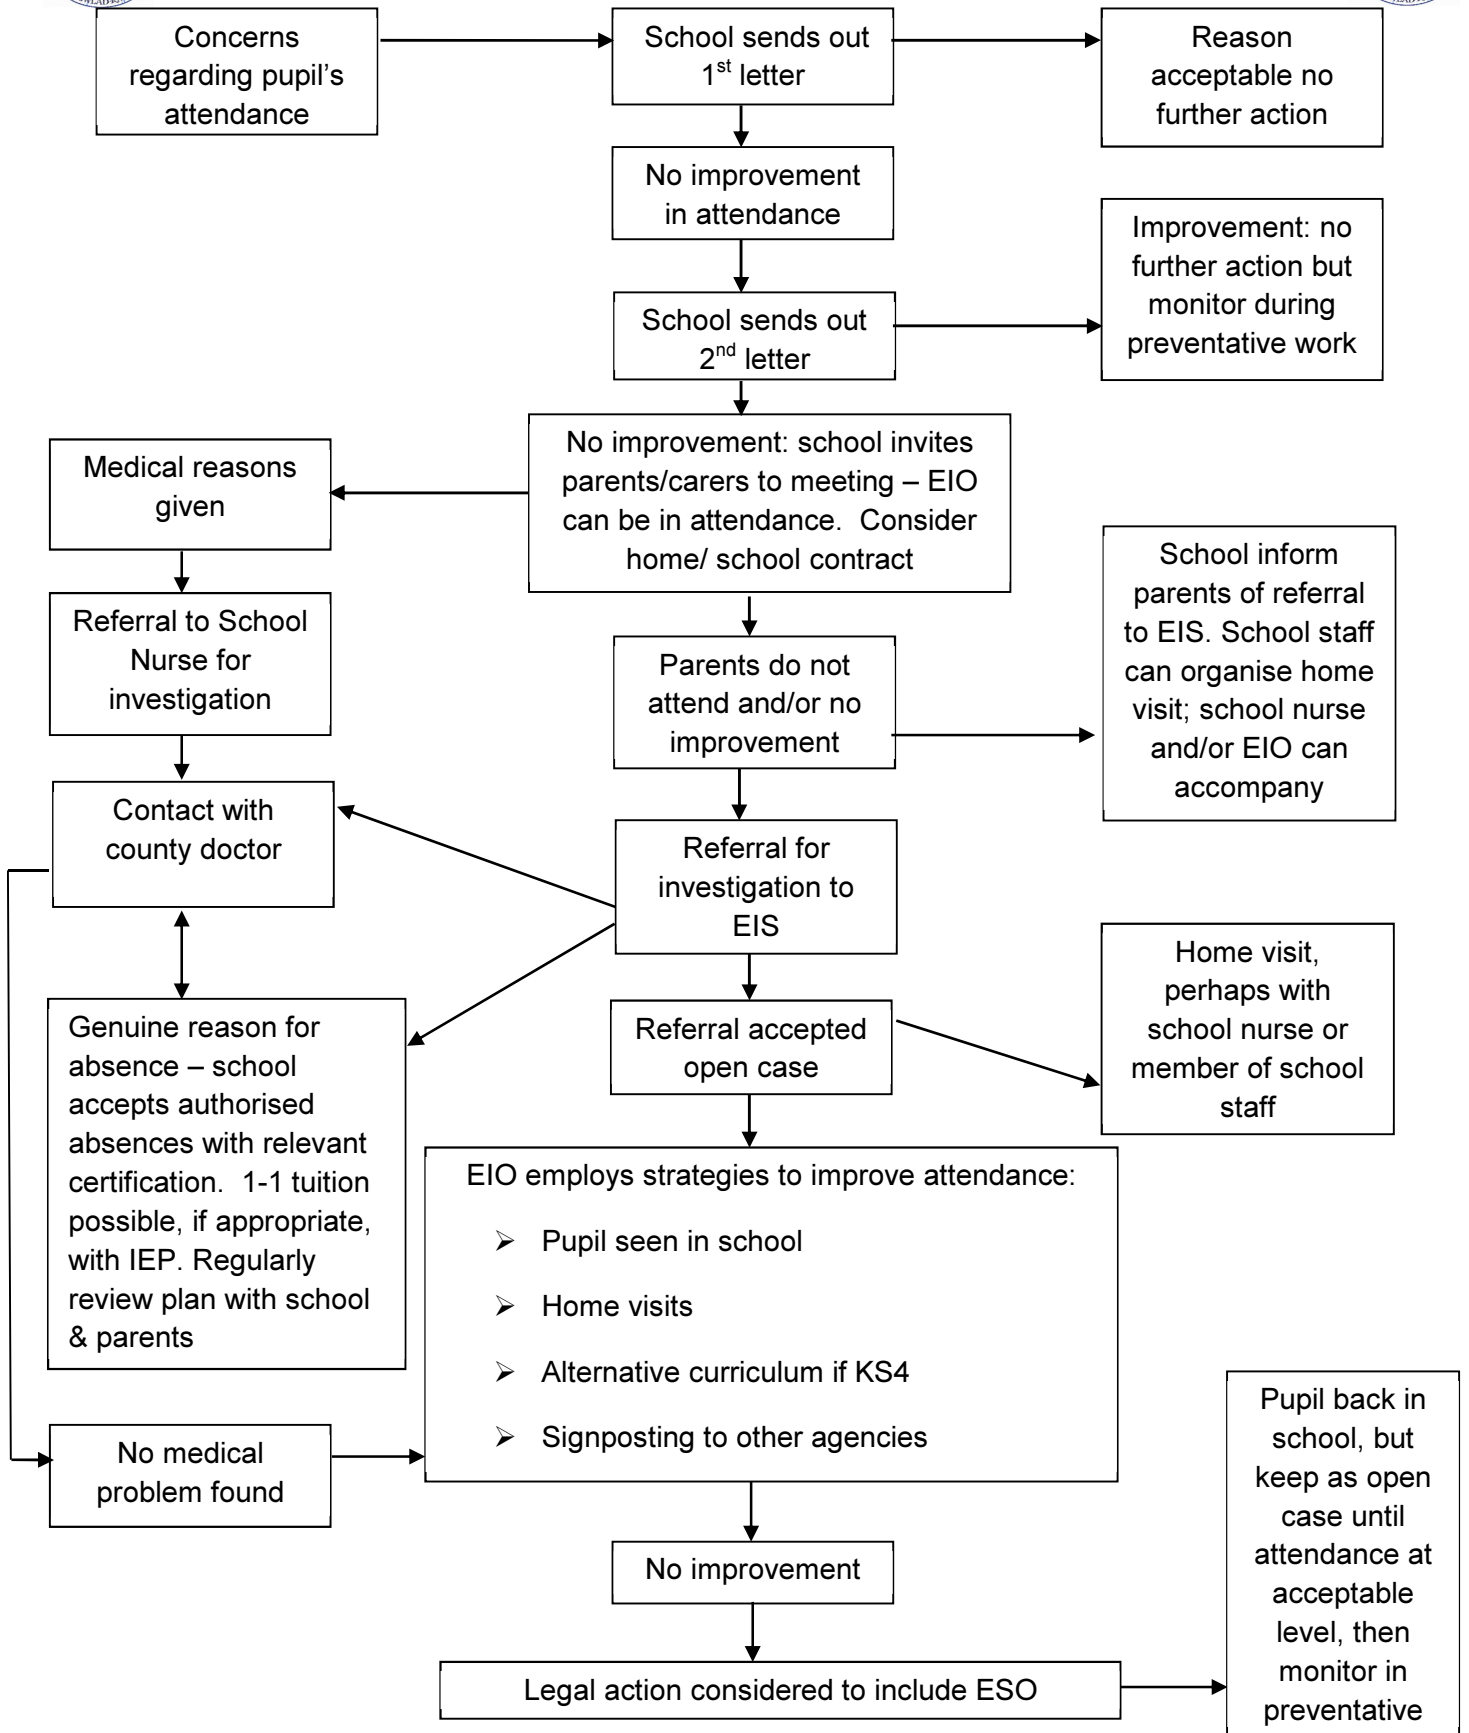 Concerns
regarding pupil's
attendance
School sends out
1st letter
Reason
acceptable no
further action
No improvement
in attendance
Improvement: no
further action but
monitor during
preventative work
School sends out
2nd letter
No improvement: school invites
parents/carers to meeting – EIO
can be in attendance.  Consider
home/ school contract
Medical reasons
given
School inform
parents of referral
to EIS. School staff
can organise home
visit; school nurse
and/or EIO can
accompany
Referral to School
Nurse for
investigation
Parents do not
attend and/or no
improvement
Contact with
county doctor
Referral for
investigation to
EIS
Home visit,
perhaps with
school nurse or
member of school
staff
Genuine reason for
absence – school
accepts authorised
absences with relevant
certification.  1-1 tuition
possible, if appropriate,
with IEP. Regularly
review plan with school
& parents
Referral accepted
open case
EIO employs strategies to improve attendance:
➢ Pupil seen in school
➢ Home visits
➢ Alternative curriculum if KS4
➢ Signposting to other agencies
No medical
problem found
Pupil back in
school, but
keep as open
case until
attendance at
acceptable
level, then
monitor in
preventative
No improvement
Legal action considered to include ESO